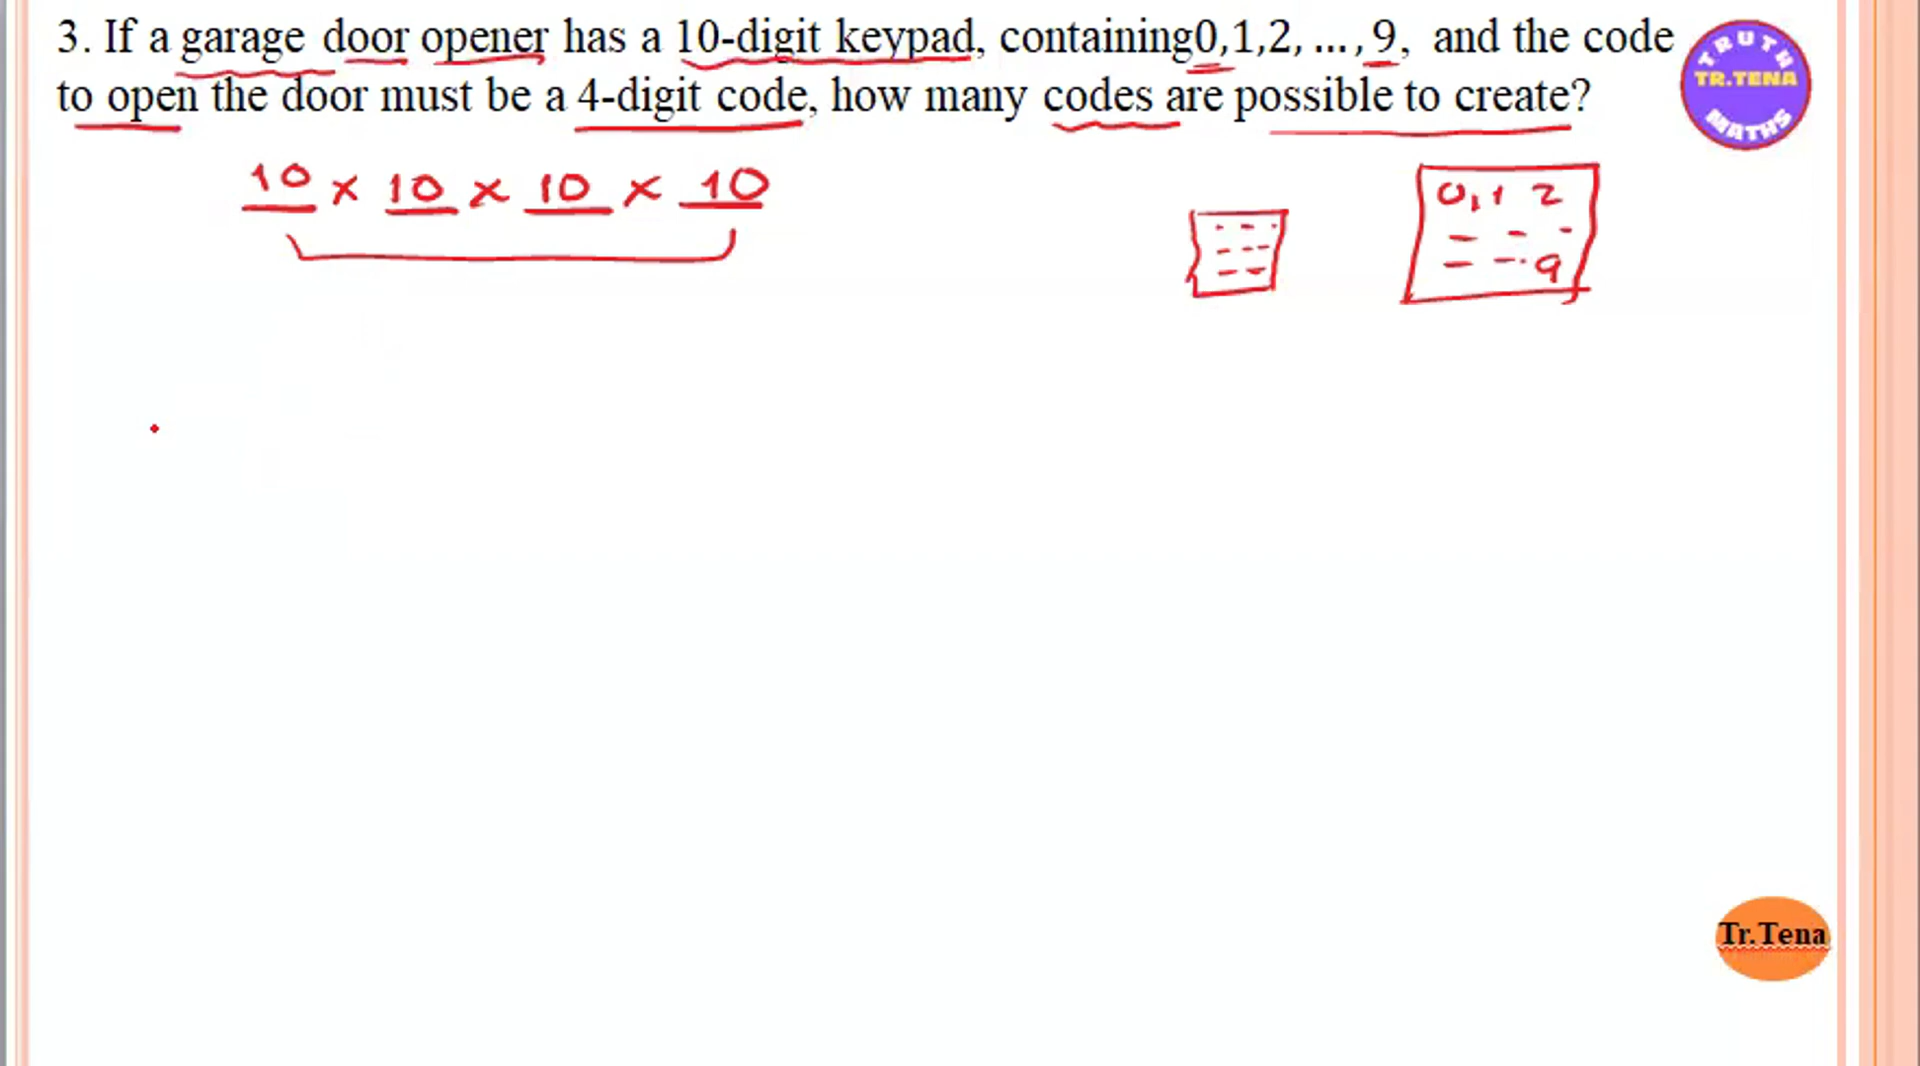 3. If a garage door opener has a 10-digit keypad, containing0,1,2, ...,9, and the code
to open the door must be a 4-digit code, how many codes are possible to create?
TRUTH
TR.TENA
MATHS
10 × 10 × 10 × 10
0,1 2
9
Tr.Tena